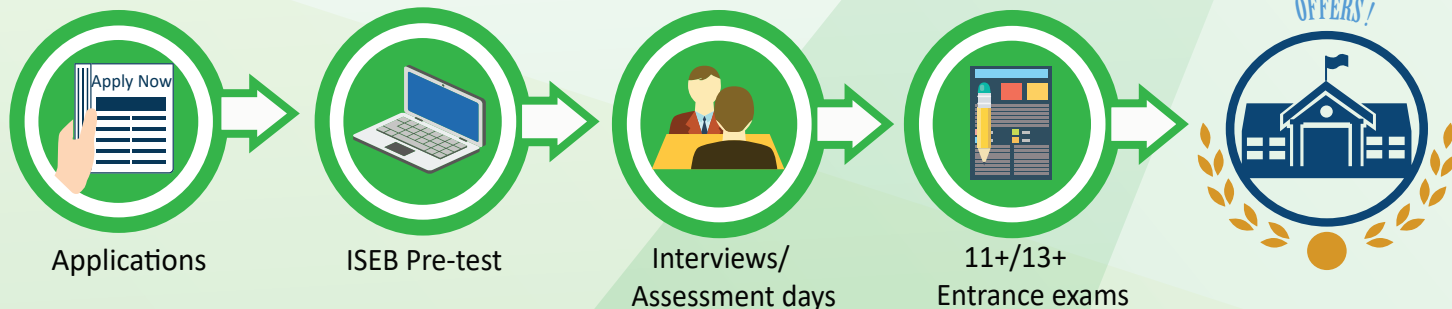 OFFERS!
Apply Now
Applications
ISEB Pre-test
Interviews/
Assessment days
11+/13+
Entrance exams